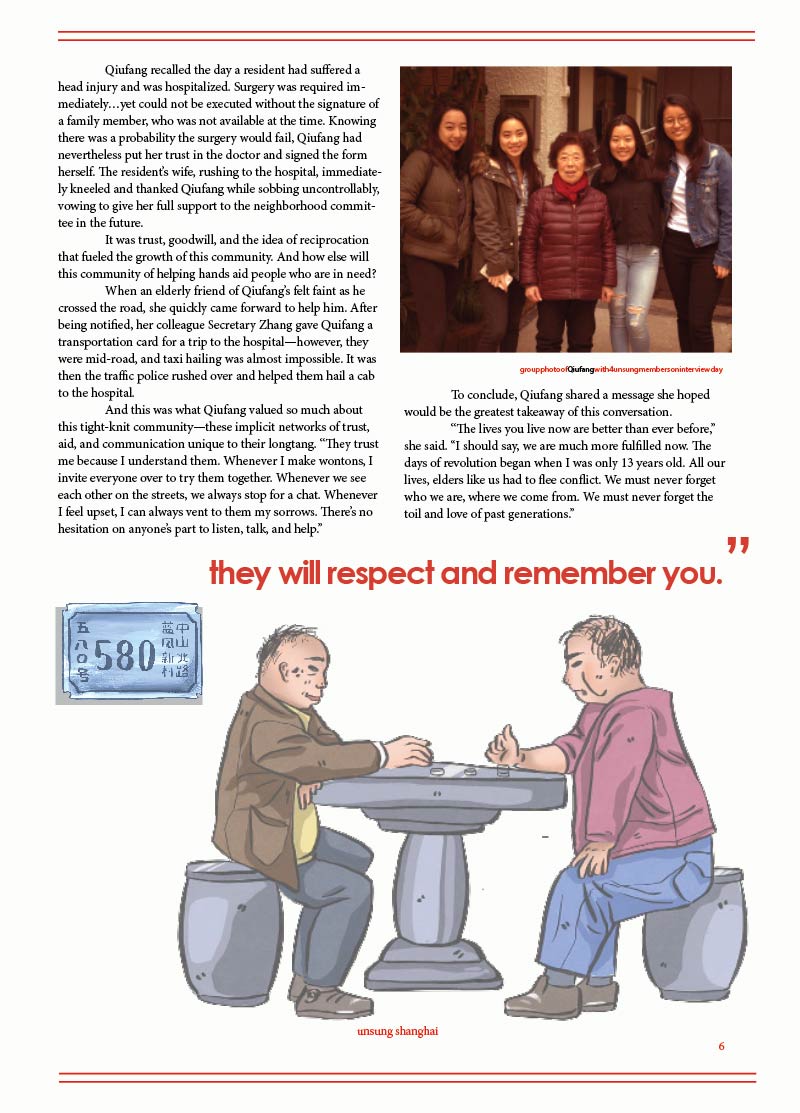 Qiufang recalled the day a resident had suffered a
head injury and was hospitalized. Surgery was required im-
mediately…yet could not be executed without the signature of
a family member, who was not available at the time. Knowing
there was a probability the surgery would fail, Qiufang had
nevertheless put her trust in the doctor and signed the form
herself. The resident's wife, rushing to the hospital, immediate-
ly kneeled and thanked Qiufang while sobbing uncontrollably,
vowing to give her full support to the neighborhood commit-
tee in the future.
It was trust, goodwill, and the idea of reciprocation
that fueled the growth of this community. And how else will
this community of helping hands aid people who are in need?
When an elderly friend of Qiufang's felt faint as he
crossed the road, she quickly came forward to help him. After
being notified, her colleague Secretary Zhang gave Quifang a
transportation card for a trip to the hospital—however, they
were mid-road, and taxi hailing was almost impossible. It was
then the traffic police rushed over and helped them hail a cab
to the hospital.
And this was what Qiufang valued so much about
this tight-knit community—these implicit networks of trust,
aid, and communication unique to their longtang. “They trust
me because I understand them. Whenever I make wontons, I
invite everyone over to try them together. Whenever we see
each other on the streets, we always stop for a chat. Whenever
I feel upset, I can always vent to them my sorrows. There's no
hesitation on anyone's part to listen, talk, and help.”
groupphotoofQiufangwith4unsungmembersoninterviewday
To conclude, Qiufang shared a message she hoped
would be the greatest takeaway of this conversation.
“The lives you live now are better than ever before,”
she said. “I should say, we are much more fulfilled now. The
days of revolution began when I was only 13 years old. All our
lives, elders like us had to flee conflict. We must never forget
who we are, where we come from. We must never forget the
toil and love of past generations.”
they will respect and remember you.”
五八〇号
580
蓝风新村
中山北路
unsung shanghai
6